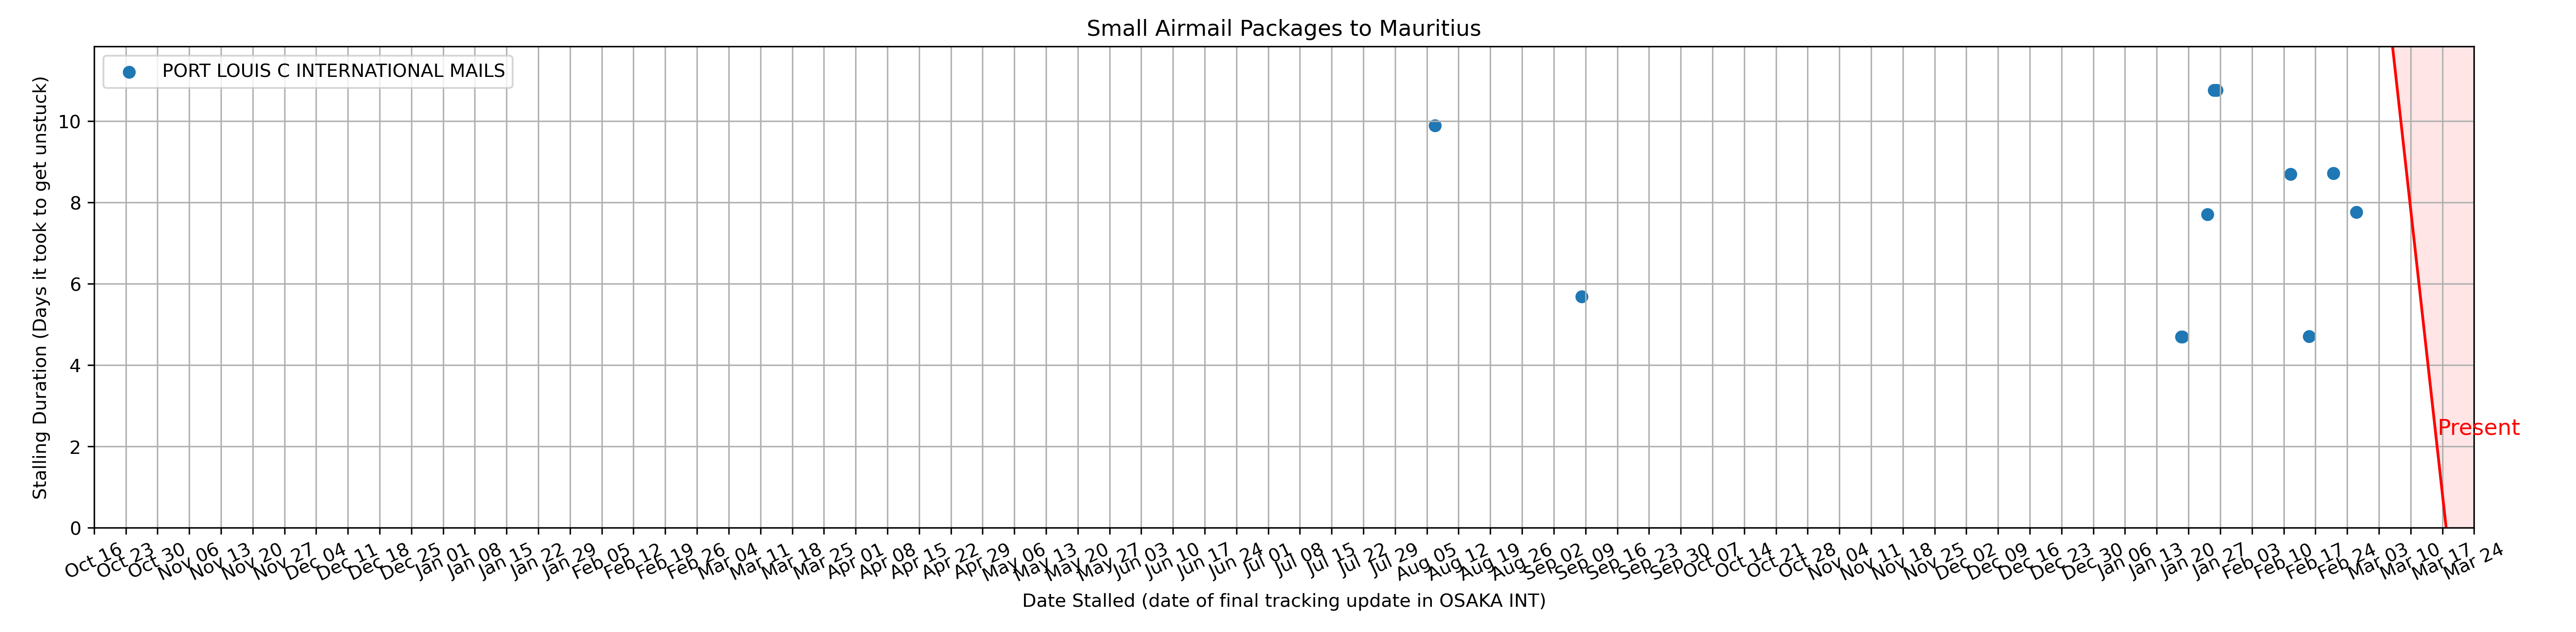 Small Airmail Packages to Mauritius
PORT LOUIS C INTERNATIONAL MAILS
Stalling Duration (Days it took to get unstuck)
10
8
6
4
2
0
Present
Oct 16
Oct 23
Oct 30
Nov 06
Nov 13
Nov 20
Nov 27
Dec 04
Dec 11
Dec 18
Dec 25
Jan 01
Jan 08
Jan 15
Jan 22
Jan 29
Feb 05
Feb 12
Feb 19
Feb 26
Mar 04
Mar 11
Mar 18
Mar 25
Apr 01
Apr 08
Apr 15
Apr 22
Apr 29
May 06
May 13
May 20
May 27
Jun 03
Jun 10
Jun 17
Jun 24
Jul 01
Jul 08
Jul 15
Jul 22
Jul 29
Aug 05
Aug 12
Aug 19
Aug 26
Sep 02
Sep 09
Sep 16
Sep 23
Sep 30
Oct 07
Oct 14
Oct 21
Oct 28
Nov 04
Nov 11
Nov 18
Nov 25
Dec 02
Dec 09
Dec 16
Dec 23
Dec 30
Jan 06
Jan 13
Jan 20
Jan 27
Feb 03
Feb 10
Feb 17
Feb 24
Mar 03
Mar 10
Mar 17
Mar 24
Date Stalled (date of final tracking update in OSAKA INT)